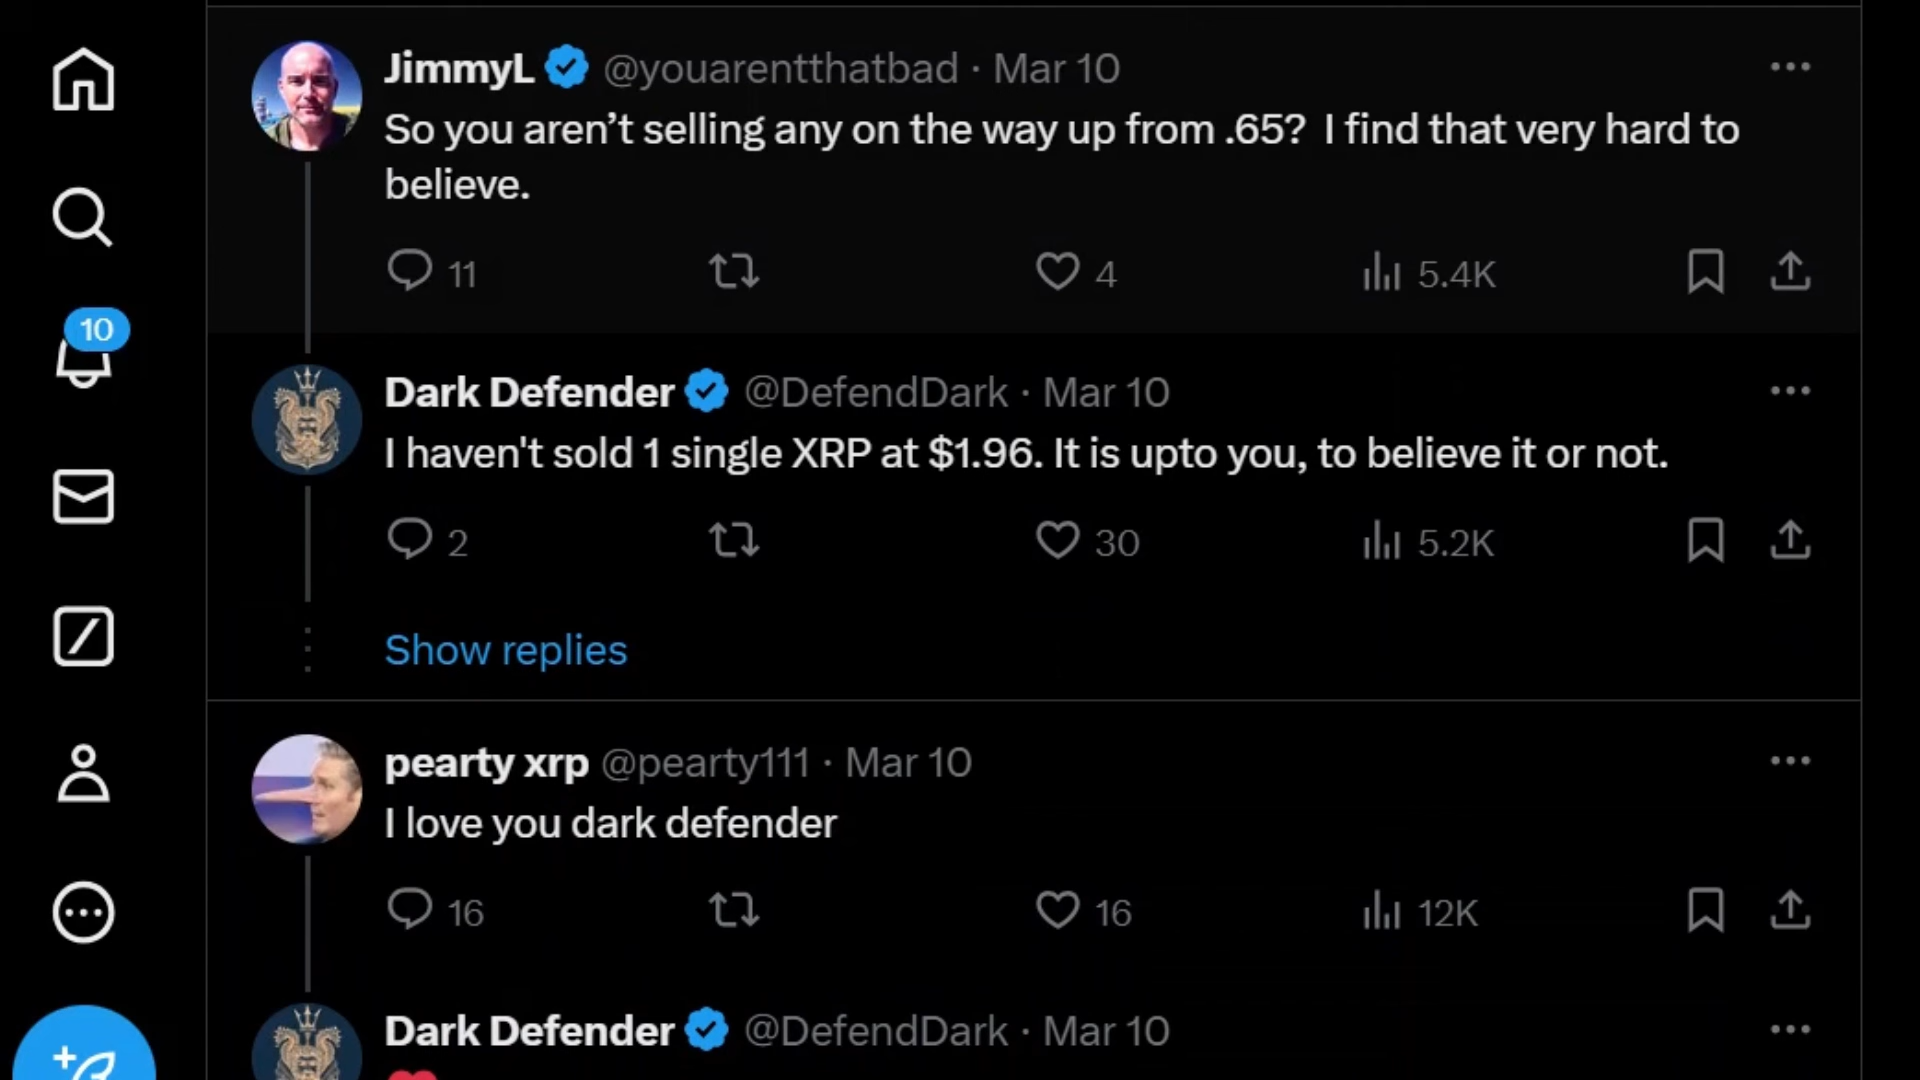 JimmyL @youarentthatbad · Mar 10
So you aren’t selling any on the way up from .65?  I find that very hard to
believe.
11 4 5.4K
10
Dark Defender @DefendDark · Mar 10
I haven't sold 1 single XRP at $1.96. It is upto you, to believe it or not.
2 30 5.2K
Show replies
pearty xrp @pearty111 · Mar 10
I love you dark defender
16 16 12K
Dark Defender @DefendDark · Mar 10